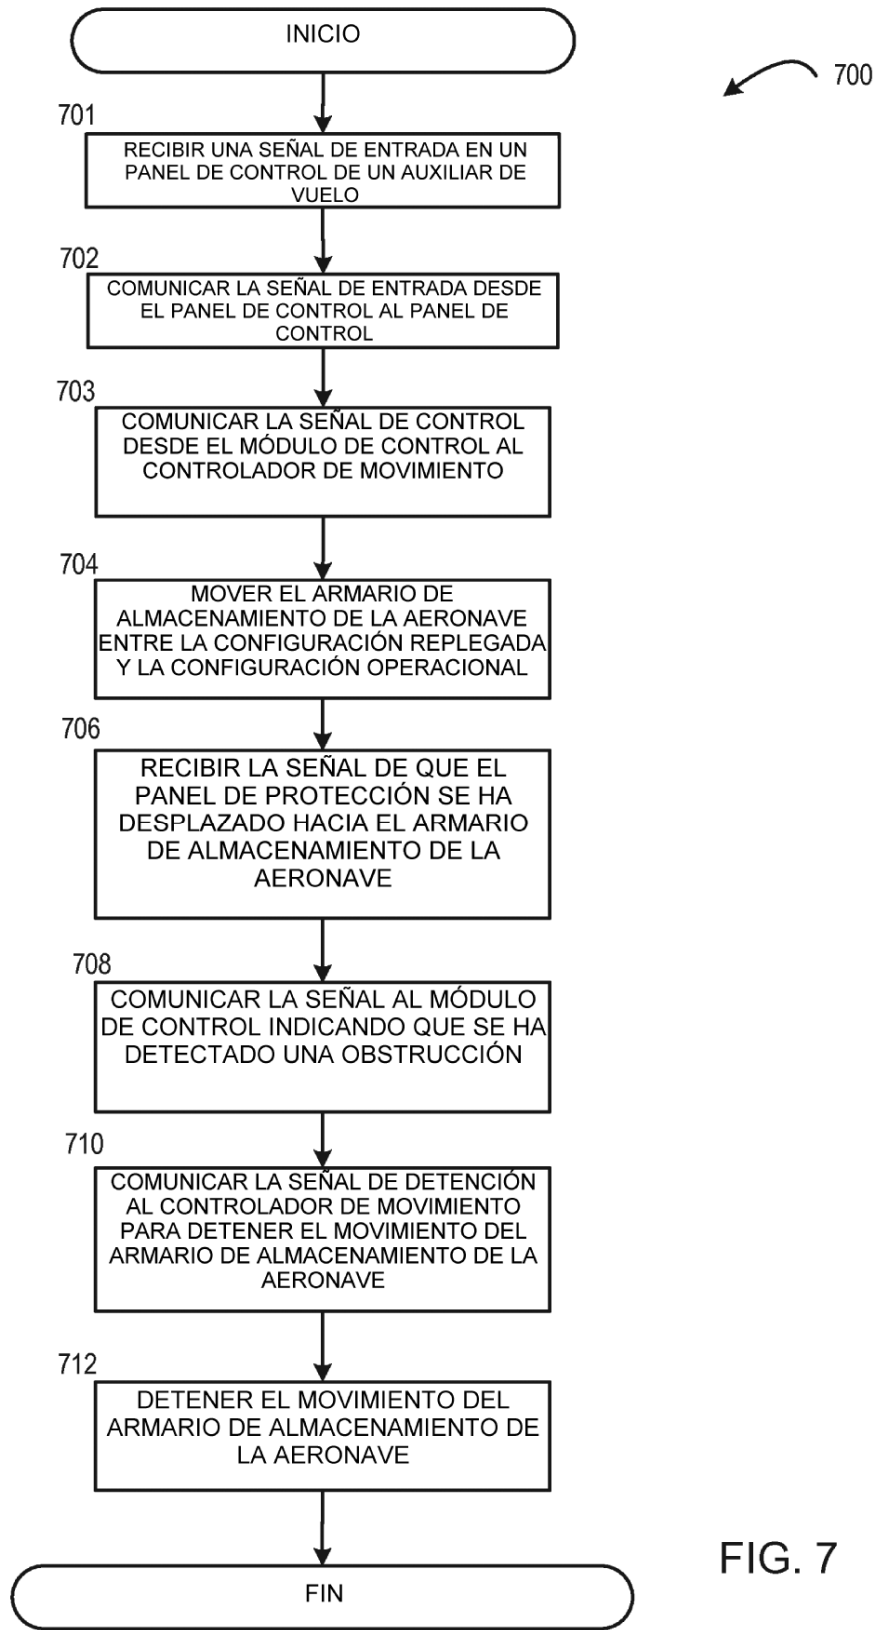 INICIO
700
701
RECIBIR UNA SEÑAL DE ENTRADA EN UN
PANEL DE CONTROL DE UN AUXILIAR DE
VUELO
702
COMUNICAR LA SEÑAL DE ENTRADA DESDE
EL PANEL DE CONTROL AL PANEL DE
CONTROL
703
COMUNICAR LA SEÑAL DE CONTROL
DESDE EL MÓDULO DE CONTROL AL
CONTROLADOR DE MOVIMIENTO
704
MOVER EL ARMARIO DE
ALMACENAMIENTO DE LA AERONAVE
ENTRE LA CONFIGURACIÓN REPLEGADA
Y LA CONFIGURACIÓN OPERACIONAL
706
RECIBIR LA SEÑAL DE QUE EL
PANEL DE PROTECCIÓN SE HA
DESPLAZADO HACIA EL ARMARIO
DE ALMACENAMIENTO DE LA
AERONAVE
708
COMUNICAR LA SEÑAL AL MÓDULO
DE CONTROL INDICANDO QUE SE HA
DETECTADO UNA OBSTRUCCIÓN
710
COMUNICAR LA SEÑAL DE DETENCIÓN
AL CONTROLADOR DE MOVIMIENTO
PARA DETENER EL MOVIMIENTO DEL
ARMARIO DE ALMACENAMIENTO DE LA
AERONAVE
712
DETENER EL MOVIMIENTO DEL
ARMARIO DE ALMACENAMIENTO DE
LA AERONAVE
FIN
FIG. 7